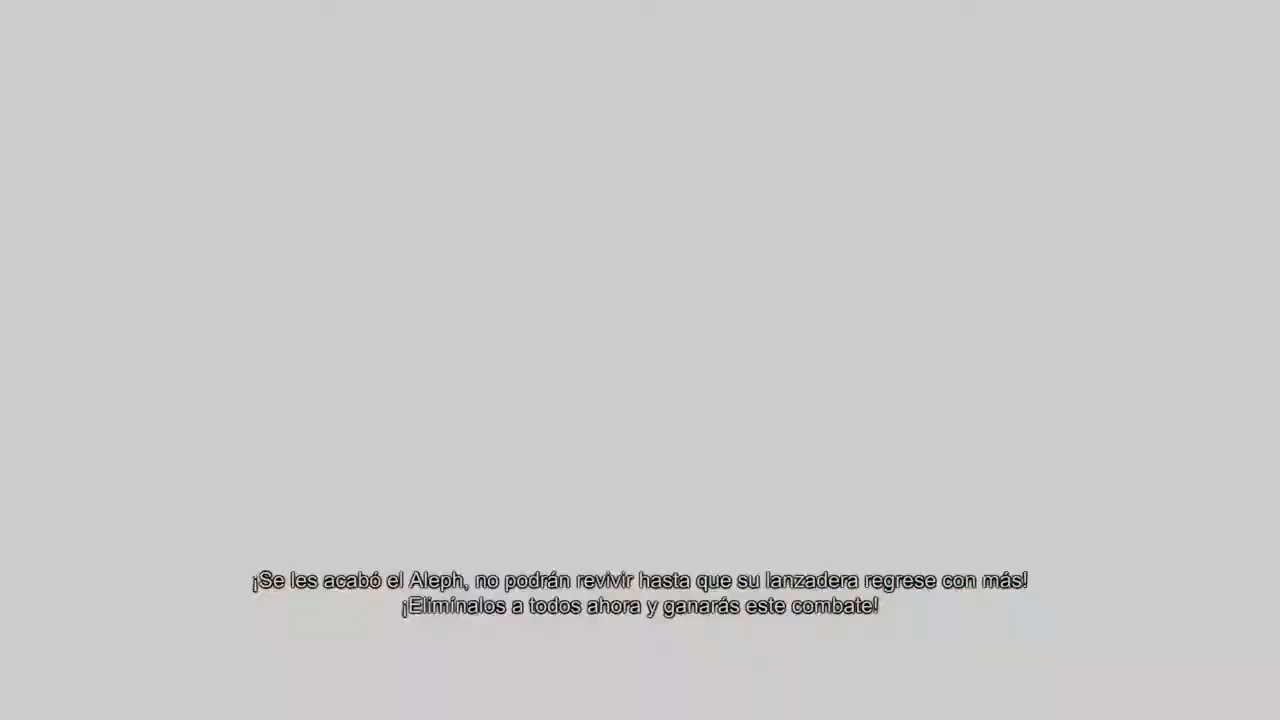 ¡Se les acabó el Aleph, no podrán revivir hasta que su lanzadera regrese con más!
¡Elimínalos a todos ahora y ganarás este combate!